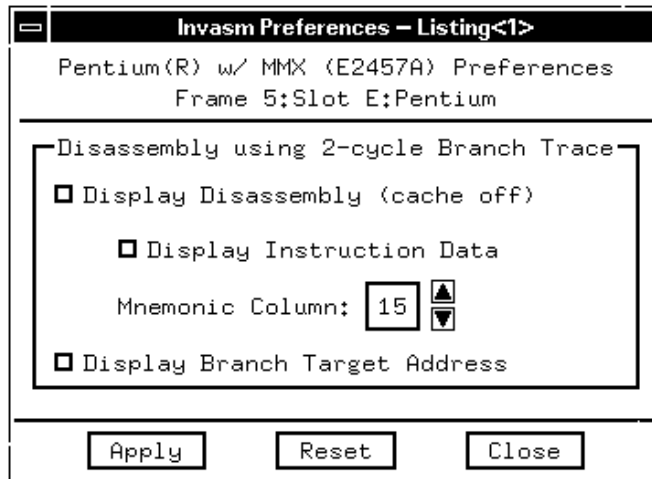 Invasm Preferences – Listing<1>
Pentium(R) w/ MMX (E2457A) Preferences
Frame 5:Slot E:Pentium
Disassembly using 2-cycle Branch Trace
Display Disassembly (cache off)
Display Instruction Data
Mnemonic Column: 15
Display Branch Target Address
Apply Reset Close